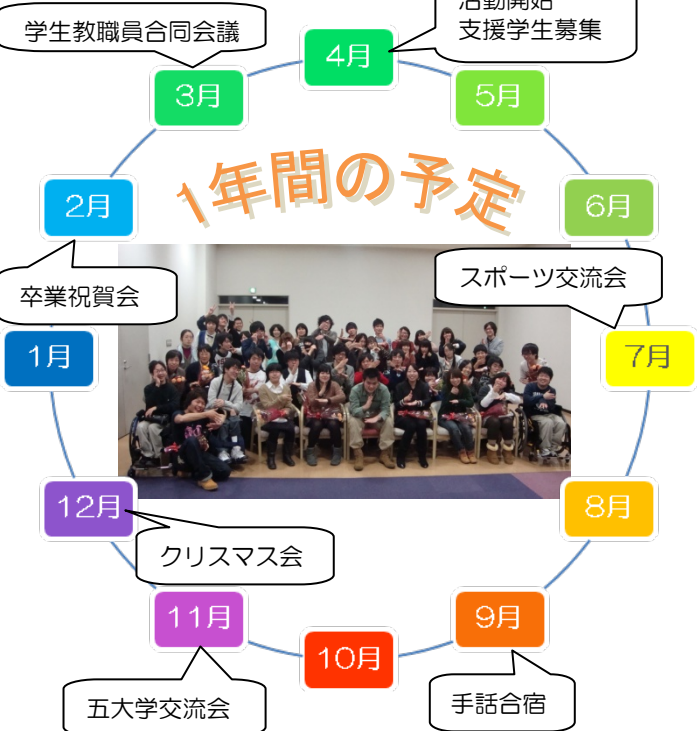 活動開始
支援学生募集
学生教職員合同会議
4月
3月
5月
1年間の予定
2月
6月
スポーツ交流会
卒業祝賀会
1月
7月
12月
8月
クリスマス会
11月
9月
10月
五大学交流会
手話合宿